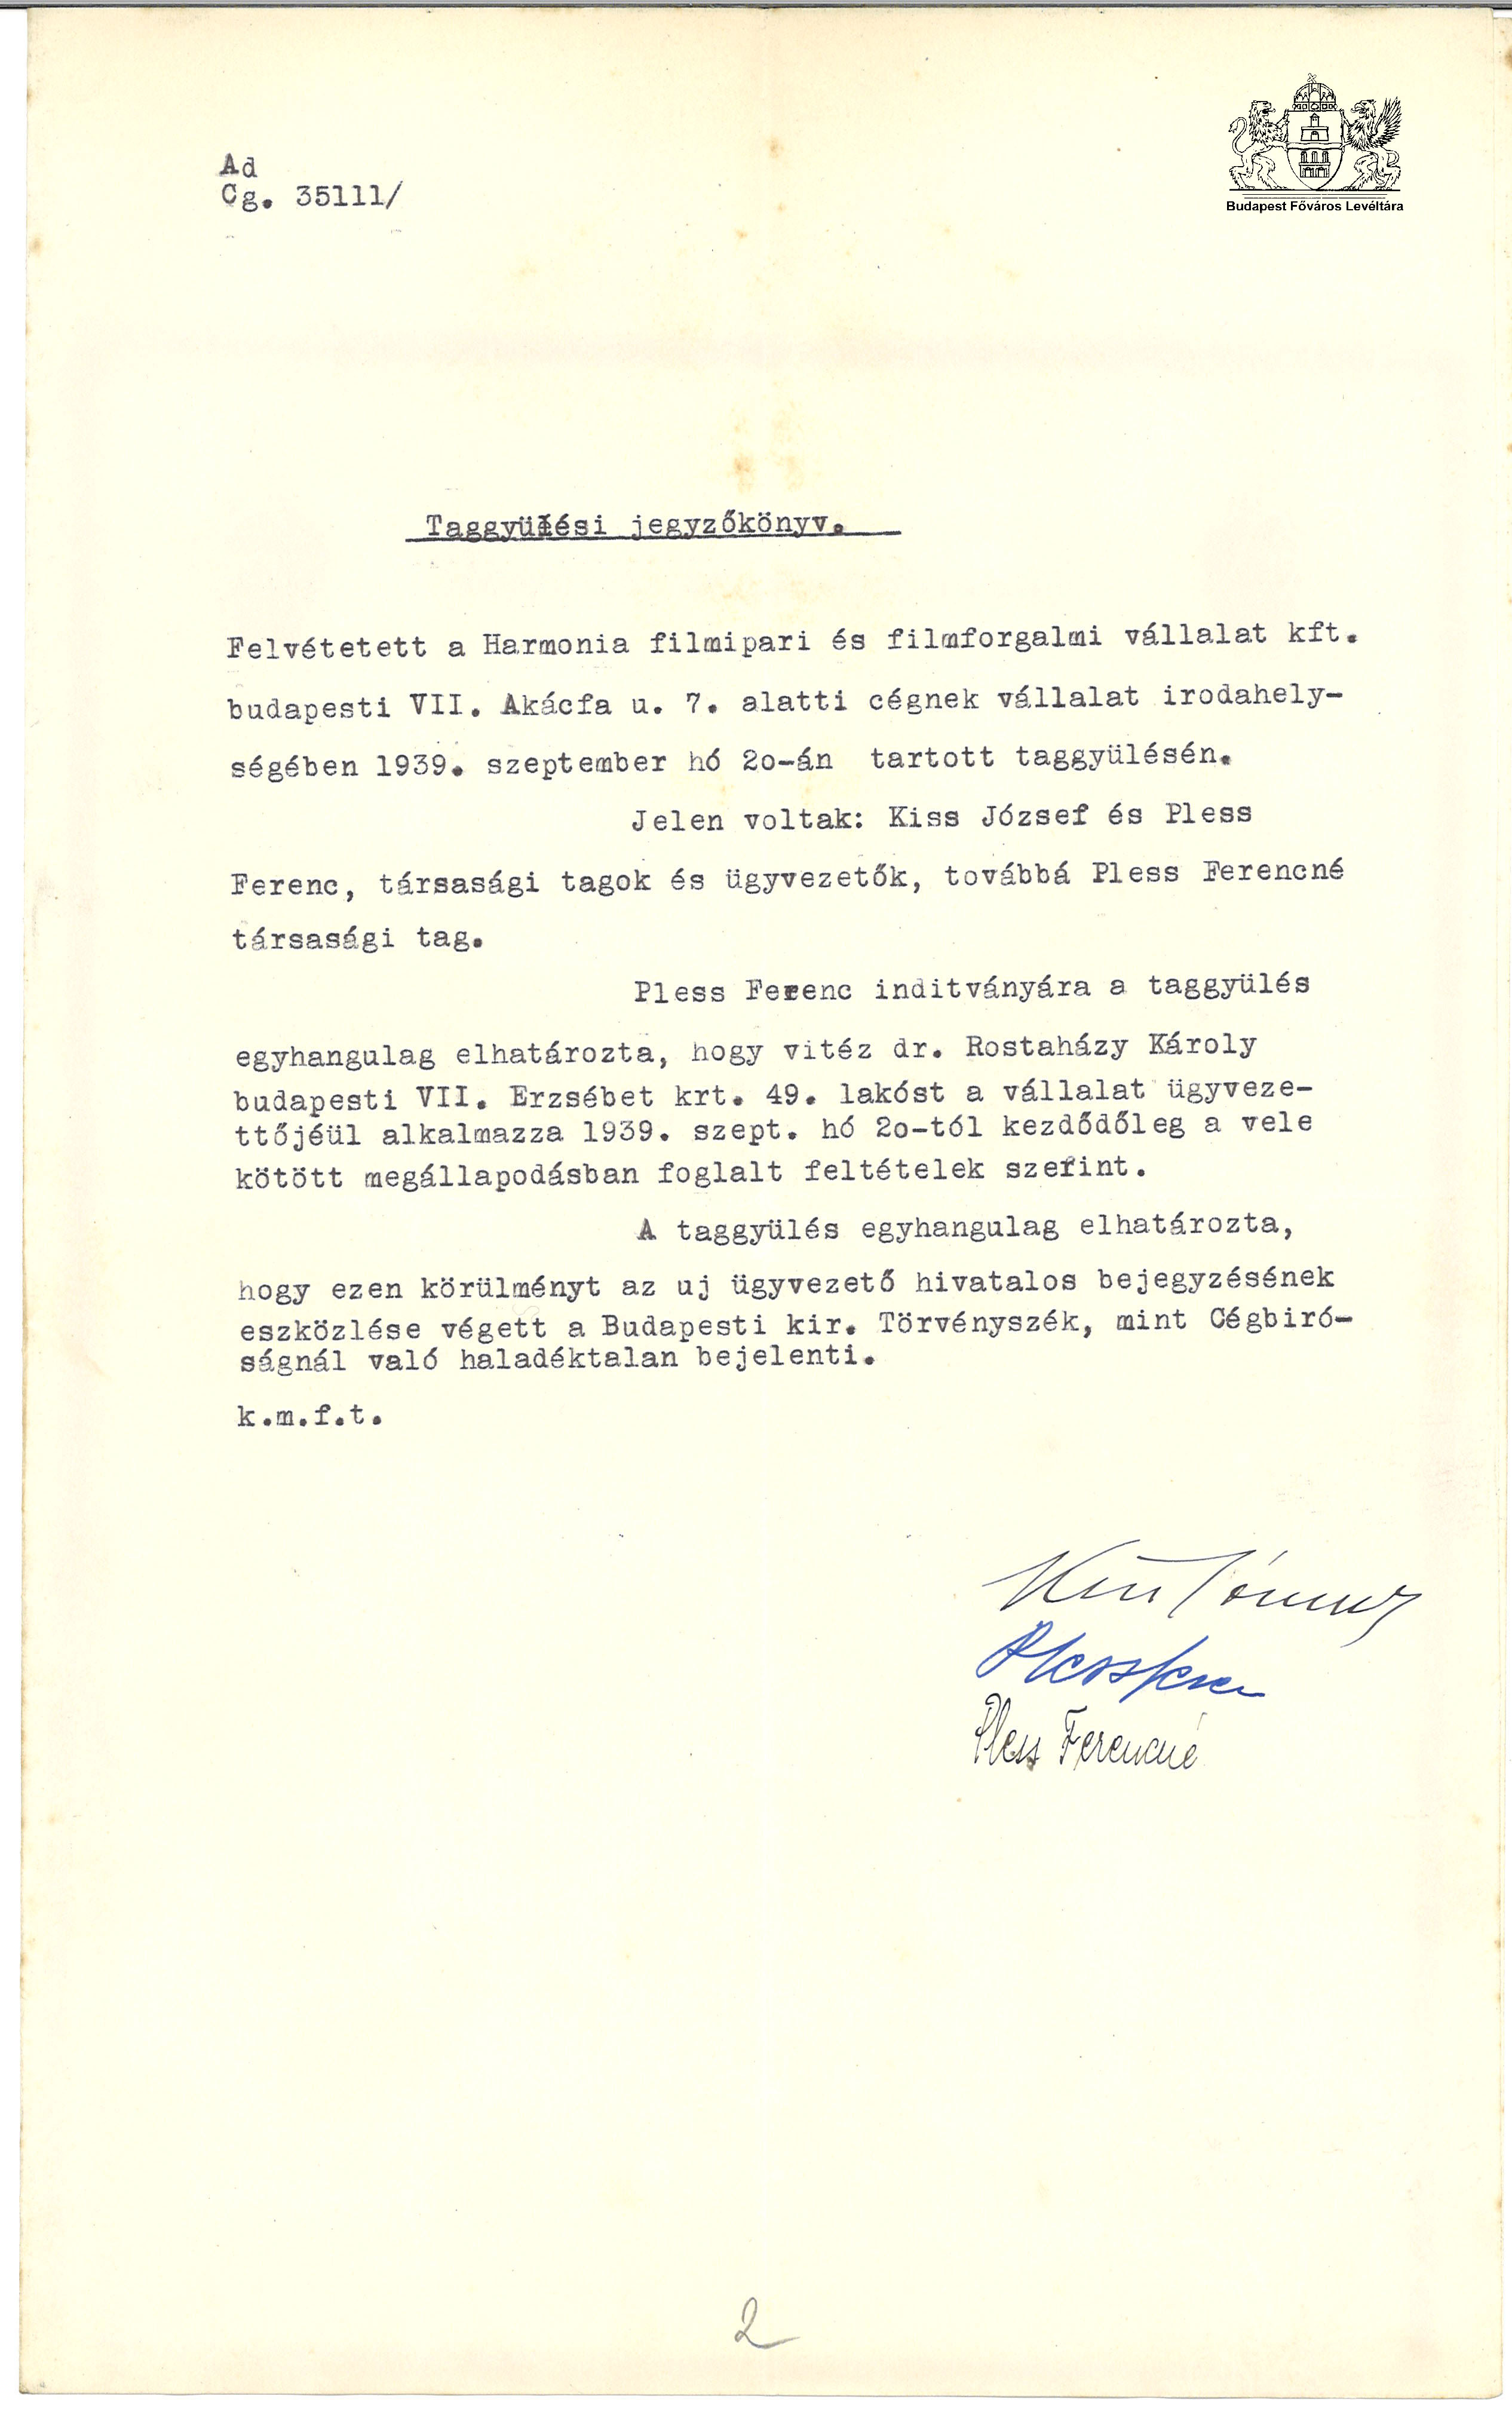 Budapest Főváros Levéltára
Ad
Cg. 35111/
Taggyülési jegyzőkönyv.
Felvétetett a Harmonia filmipari és filmforgalmi vállalat kft.
budapesti VII. Akácfa u. 7. alatti cégnek vállalat irodahely-
ségében 1939. szeptember hó 2o-án tartott taggyülésén.
Jelen voltak: Kiss József és Pless
Ferenc, társasági tagok és ügyvezetők, továbbá Pless Ferencné
társasági tag.
Pless Ferenc inditványára a taggyülés
egyhangulag elhatározta, hogy vitéz dr. Rostaházy Károly
budapesti VII. Erzsébet krt. 49. lakóst a vállalat ügyveze-
ttőjéül alkalmazza 1939. szept. hó 2o-tól kezdődőleg a vele
kötött megállapodásban foglalt feltételek szerint.
A taggyülés egyhangulag elhatározta,
hogy ezen körülményt az uj ügyvezető hivatalos bejegyzésének
eszközlése végett a Budapesti kir. Törvényszék, mint Cégbiró-
ságnál való haladéktalan bejelenti.
k.m.f.t.
Pless Ferencné
2